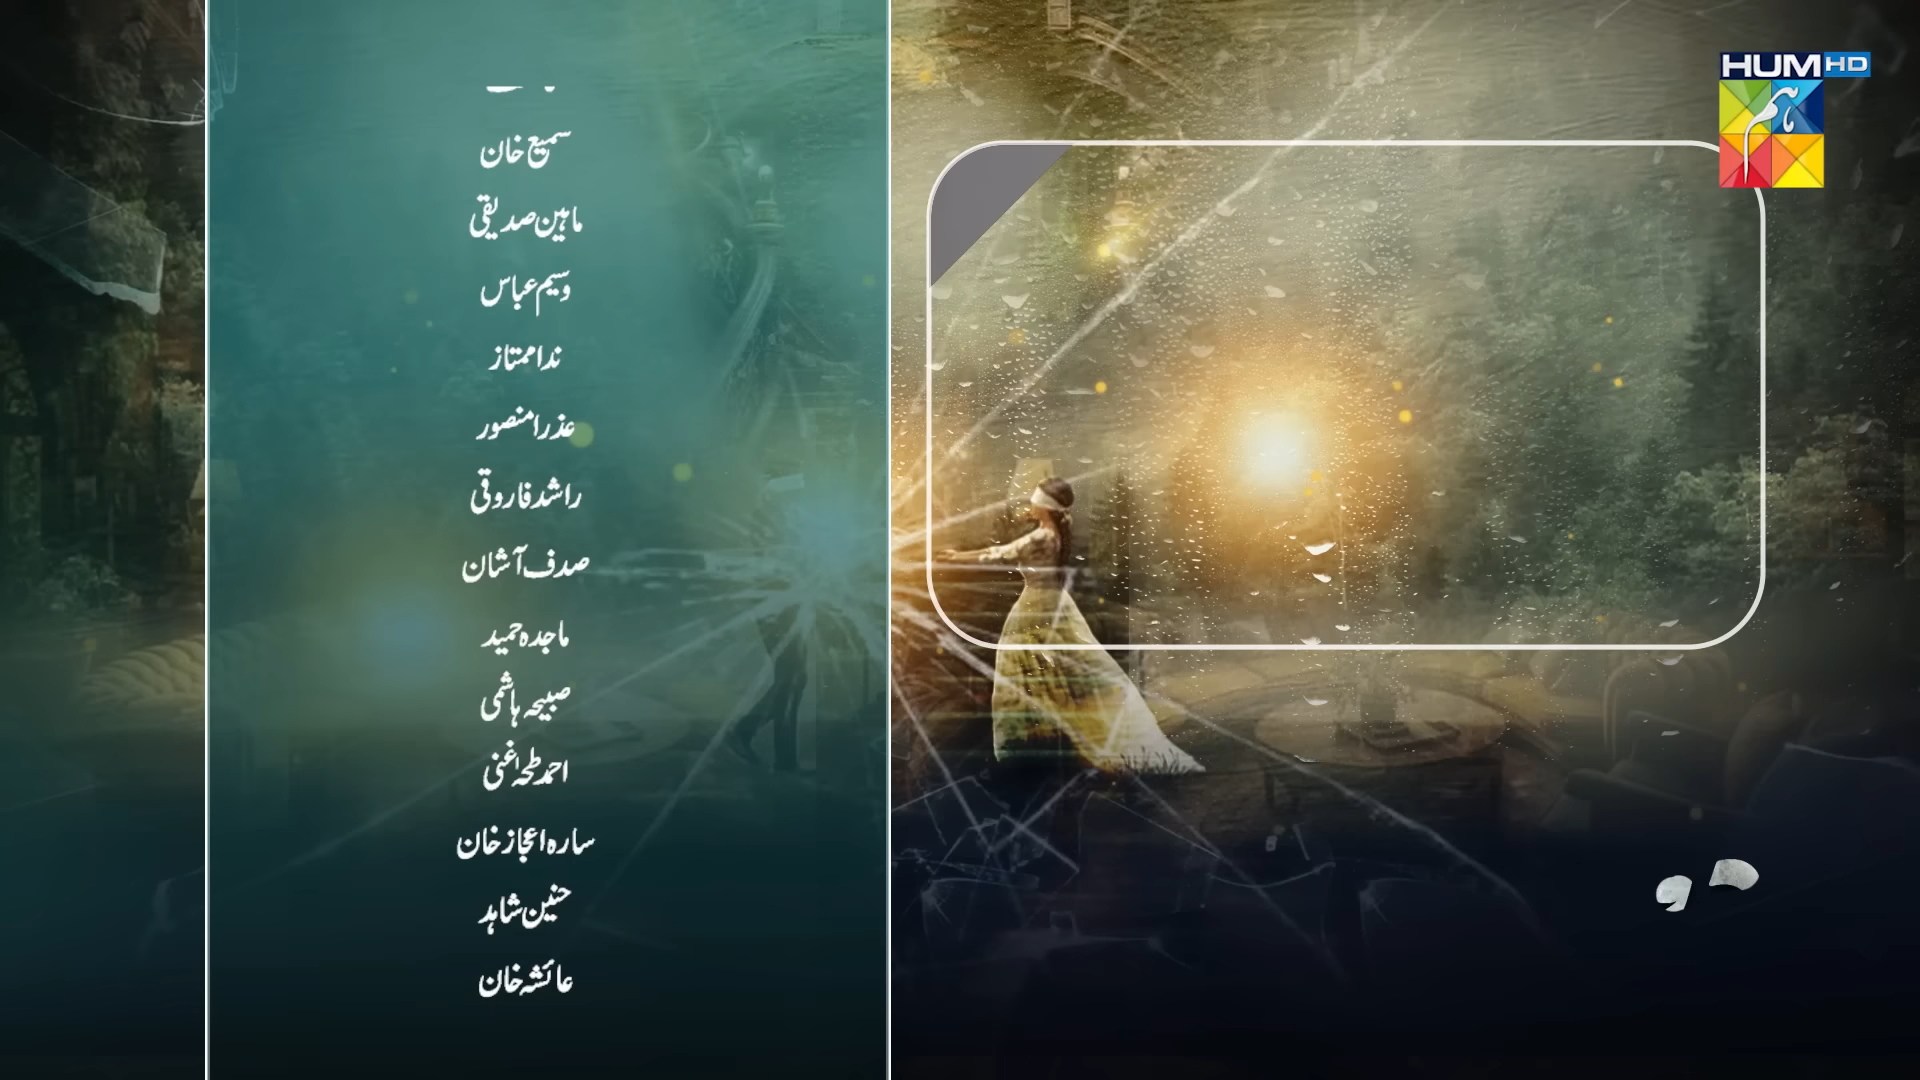 سمیع خان
ماہین صدیقی
وسیم عباس
ندا ممتاز
عذرا منصور
راشد فاروقی
صدف آشان
ماجدہ حمید
صبیحہ ہاشمی
احمد طحہٰ غنی
سارہ اعجاز خان
حنین شاہد
عائشہ خان
HUM HD
ہم